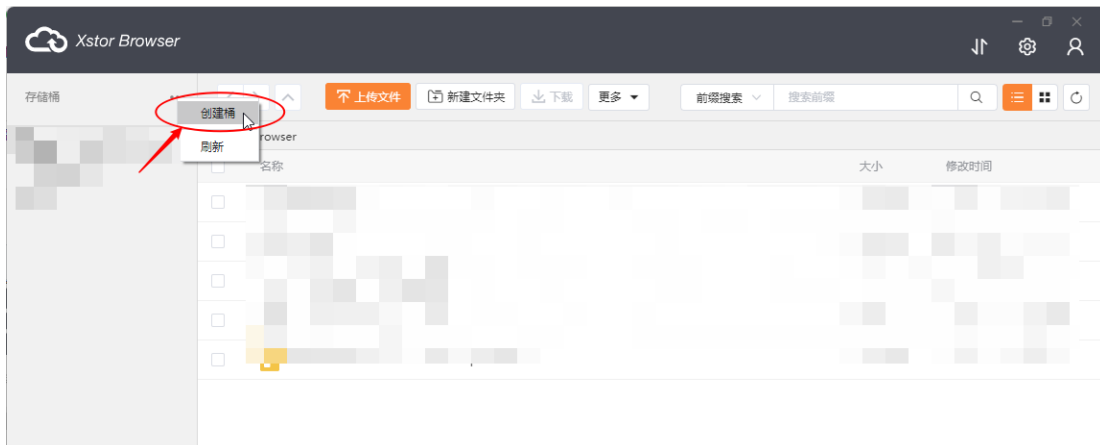 Xstor Browser
存储桶
上传文件
新建文件夹
下载
更多
前缀搜索
搜索前缀
创建桶
刷新
rowser
名称
大小
修改时间